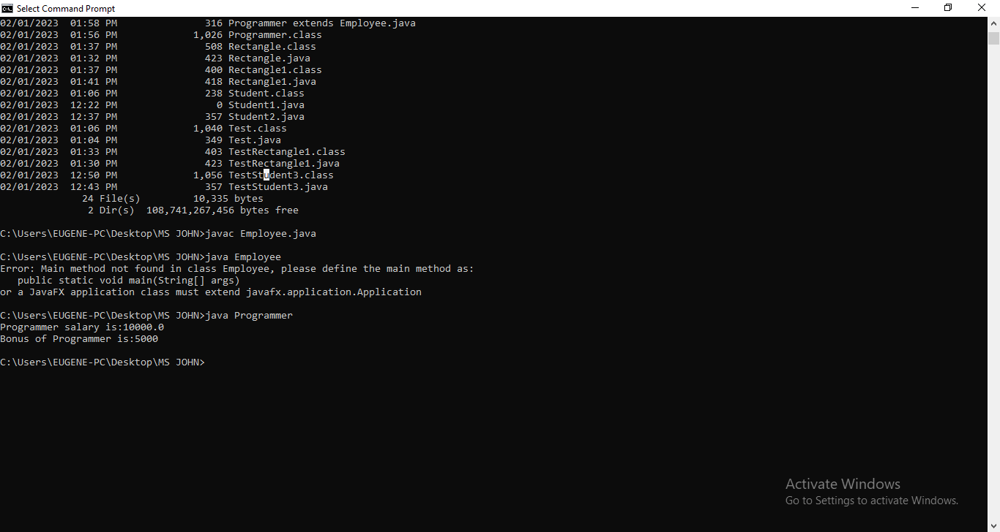 Select Command Prompt
02/01/2023  01:58 PM               316 Programmer extends Employee.java
02/01/2023  01:56 PM             1,026 Programmer.class
02/01/2023  01:37 PM               508 Rectangle.class
02/01/2023  01:32 PM               423 Rectangle.java
02/01/2023  01:37 PM               400 Rectangle1.class
02/01/2023  01:41 PM               418 Rectangle1.java
02/01/2023  01:06 PM               238 Student.class
02/01/2023  12:22 PM                 0 Student1.java
02/01/2023  12:37 PM               357 Student2.java
02/01/2023  01:06 PM             1,040 Test.class
02/01/2023  01:04 PM               349 Test.java
02/01/2023  01:33 PM               403 TestRectangle1.class
02/01/2023  01:30 PM               423 TestRectangle1.java
02/01/2023  12:50 PM             1,056 TestStudent3.class
02/01/2023  12:43 PM               357 TestStudent3.java
              24 File(s)         10,335 bytes
               2 Dir(s)  108,741,267,456 bytes free
C:\Users\EUGENE-PC\Desktop\MS JOHN>javac Employee.java
C:\Users\EUGENE-PC\Desktop\MS JOHN>java Employee
Error: Main method not found in class Employee, please define the main method as:
   public static void main(String[] args)
or a JavaFX application class must extend javafx.application.Application
C:\Users\EUGENE-PC\Desktop\MS JOHN>java Programmer
Programmer salary is:10000.0
Bonus of Programmer is:5000
C:\Users\EUGENE-PC\Desktop\MS JOHN>
Activate Windows
Go to Settings to activate Windows.